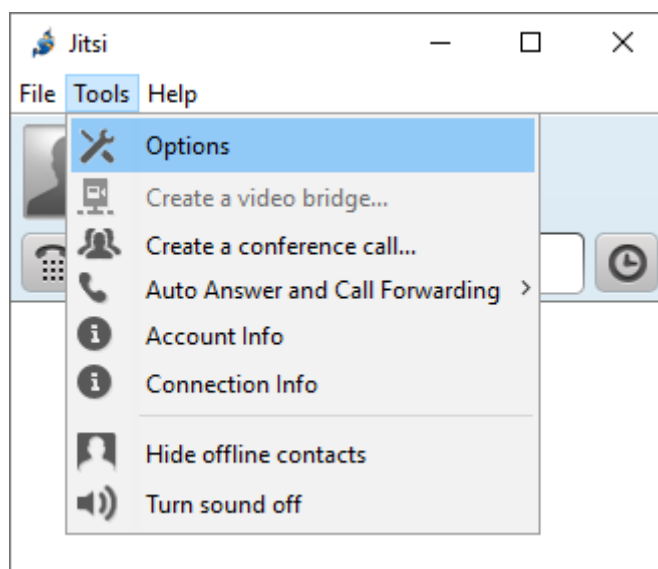 Jitsi
File Tools Help
Options
Create a video bridge...
Create a conference call...
Auto Answer and Call Forwarding
Account Info
Connection Info
Hide offline contacts
Turn sound off